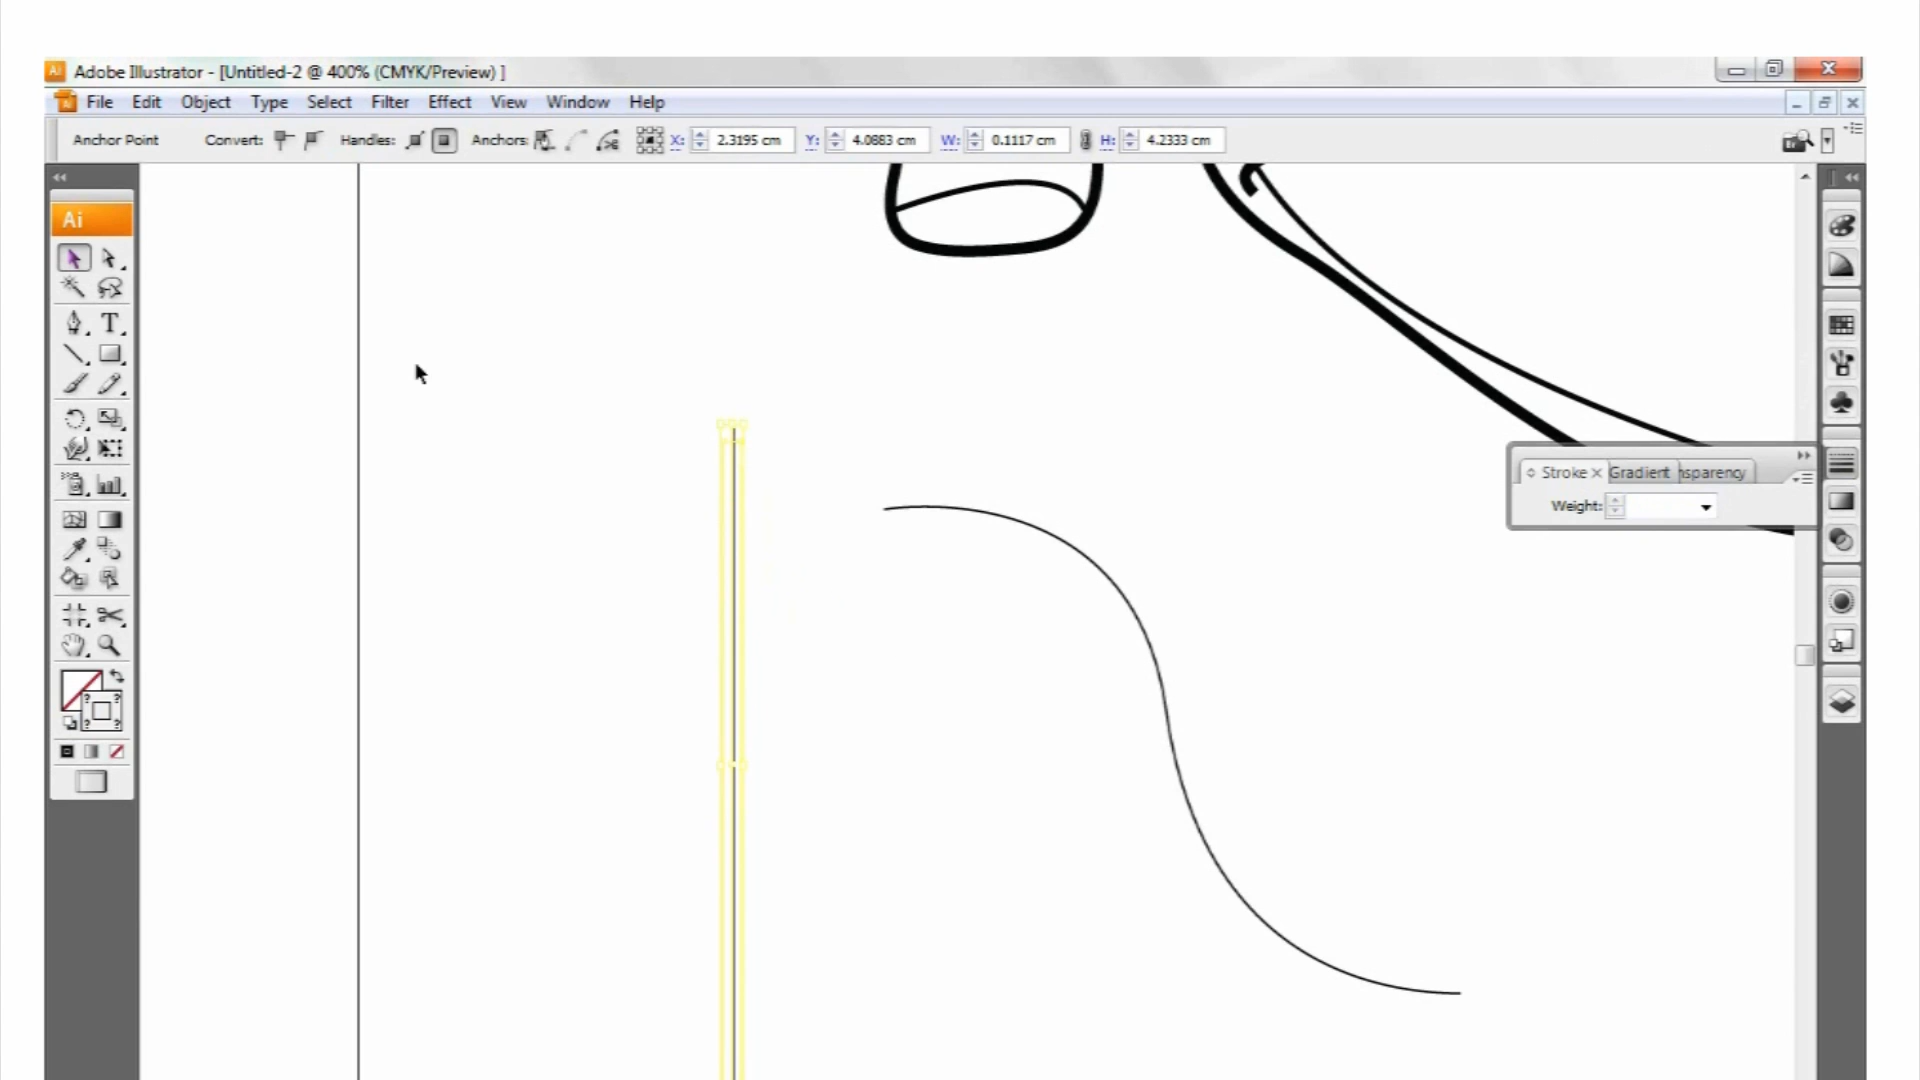 Adobe Illustrator - [Untitled-2 @ 400% (CMYK/Preview) ]
File Edit Object Type Select Filter Effect View Window Help
Anchor Point Convert: Handles: Anchors: X: 2.3195 cm Y: 4.0883 cm W: 0.1117 cm H: 4.2333 cm
Ai
Stroke Gradient nsparency
Weight: